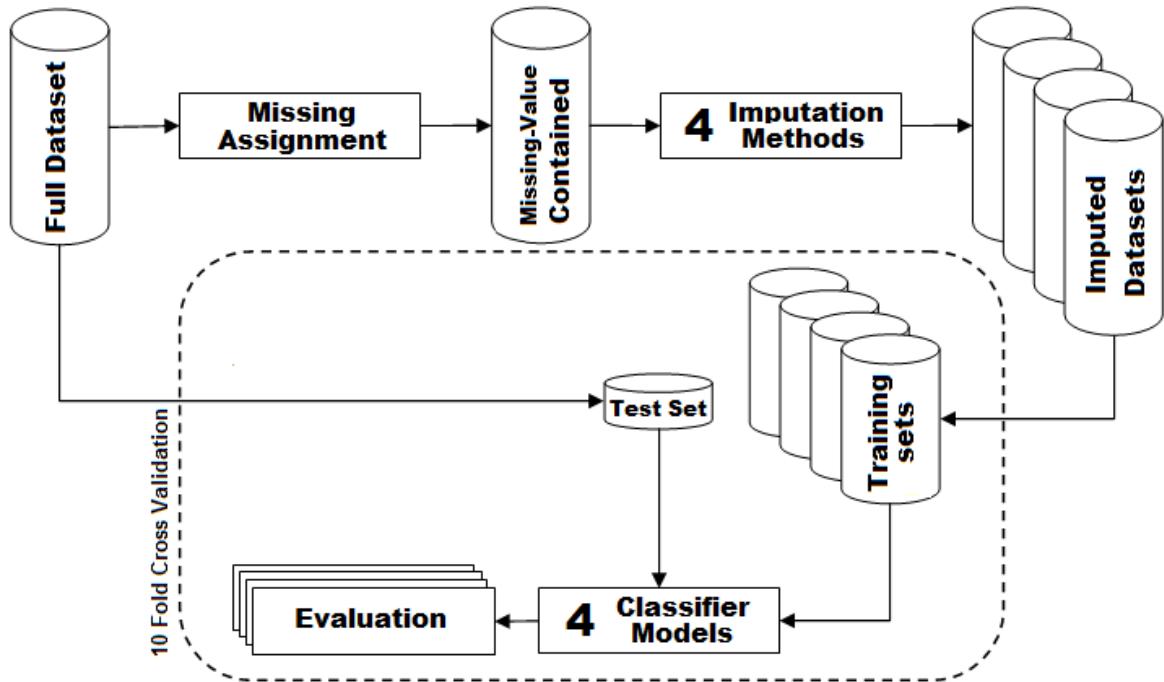 Full Dataset
Missing
Assignment
Missing-Value
Contained
4 Imputation
Methods
Imputed
Datasets
10 Fold Cross Validation
Test Set
Training
sets
Evaluation
4 Classifier
Models